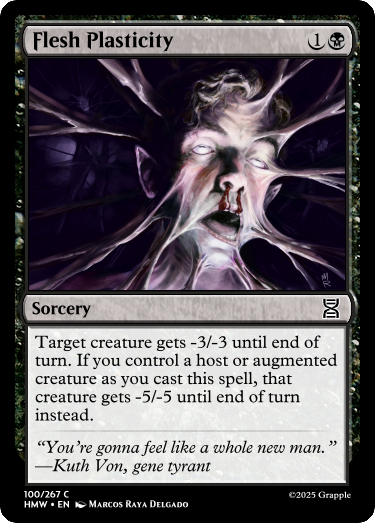 Flesh Plasticity 1
Sorcery
Target creature gets -3/-3 until end of
turn. If you control a host or augmented
creature as you cast this spell, that
creature gets -5/-5 until end of turn
instead.
“You’re gonna feel like a whole new man.”
—Kuth Von, gene tyrant
100/267 C
HMW • EN Marcos Raya Delgado
©2025 Grapple